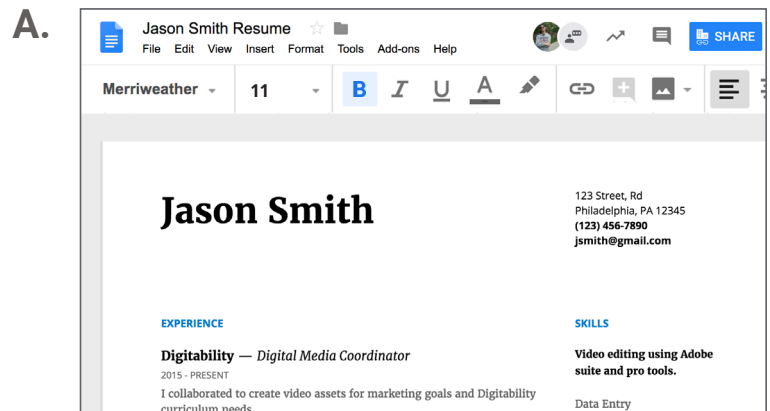 A.
Jason Smith Resume
File Edit View Insert Format Tools Add-ons Help
SHARE
Merriweather 11 B I U A
Jason Smith
123 Street, Rd
Philadelphia, PA 12345
(123) 456-7890
jsmith@gmail.com
EXPERIENCE
Digitability — Digital Media Coordinator
2015 - PRESENT
I collaborated to create video assets for marketing goals and Digitability
curriculum needs
SKILLS
Video editing using Adobe
suite and pro tools.
Data Entry